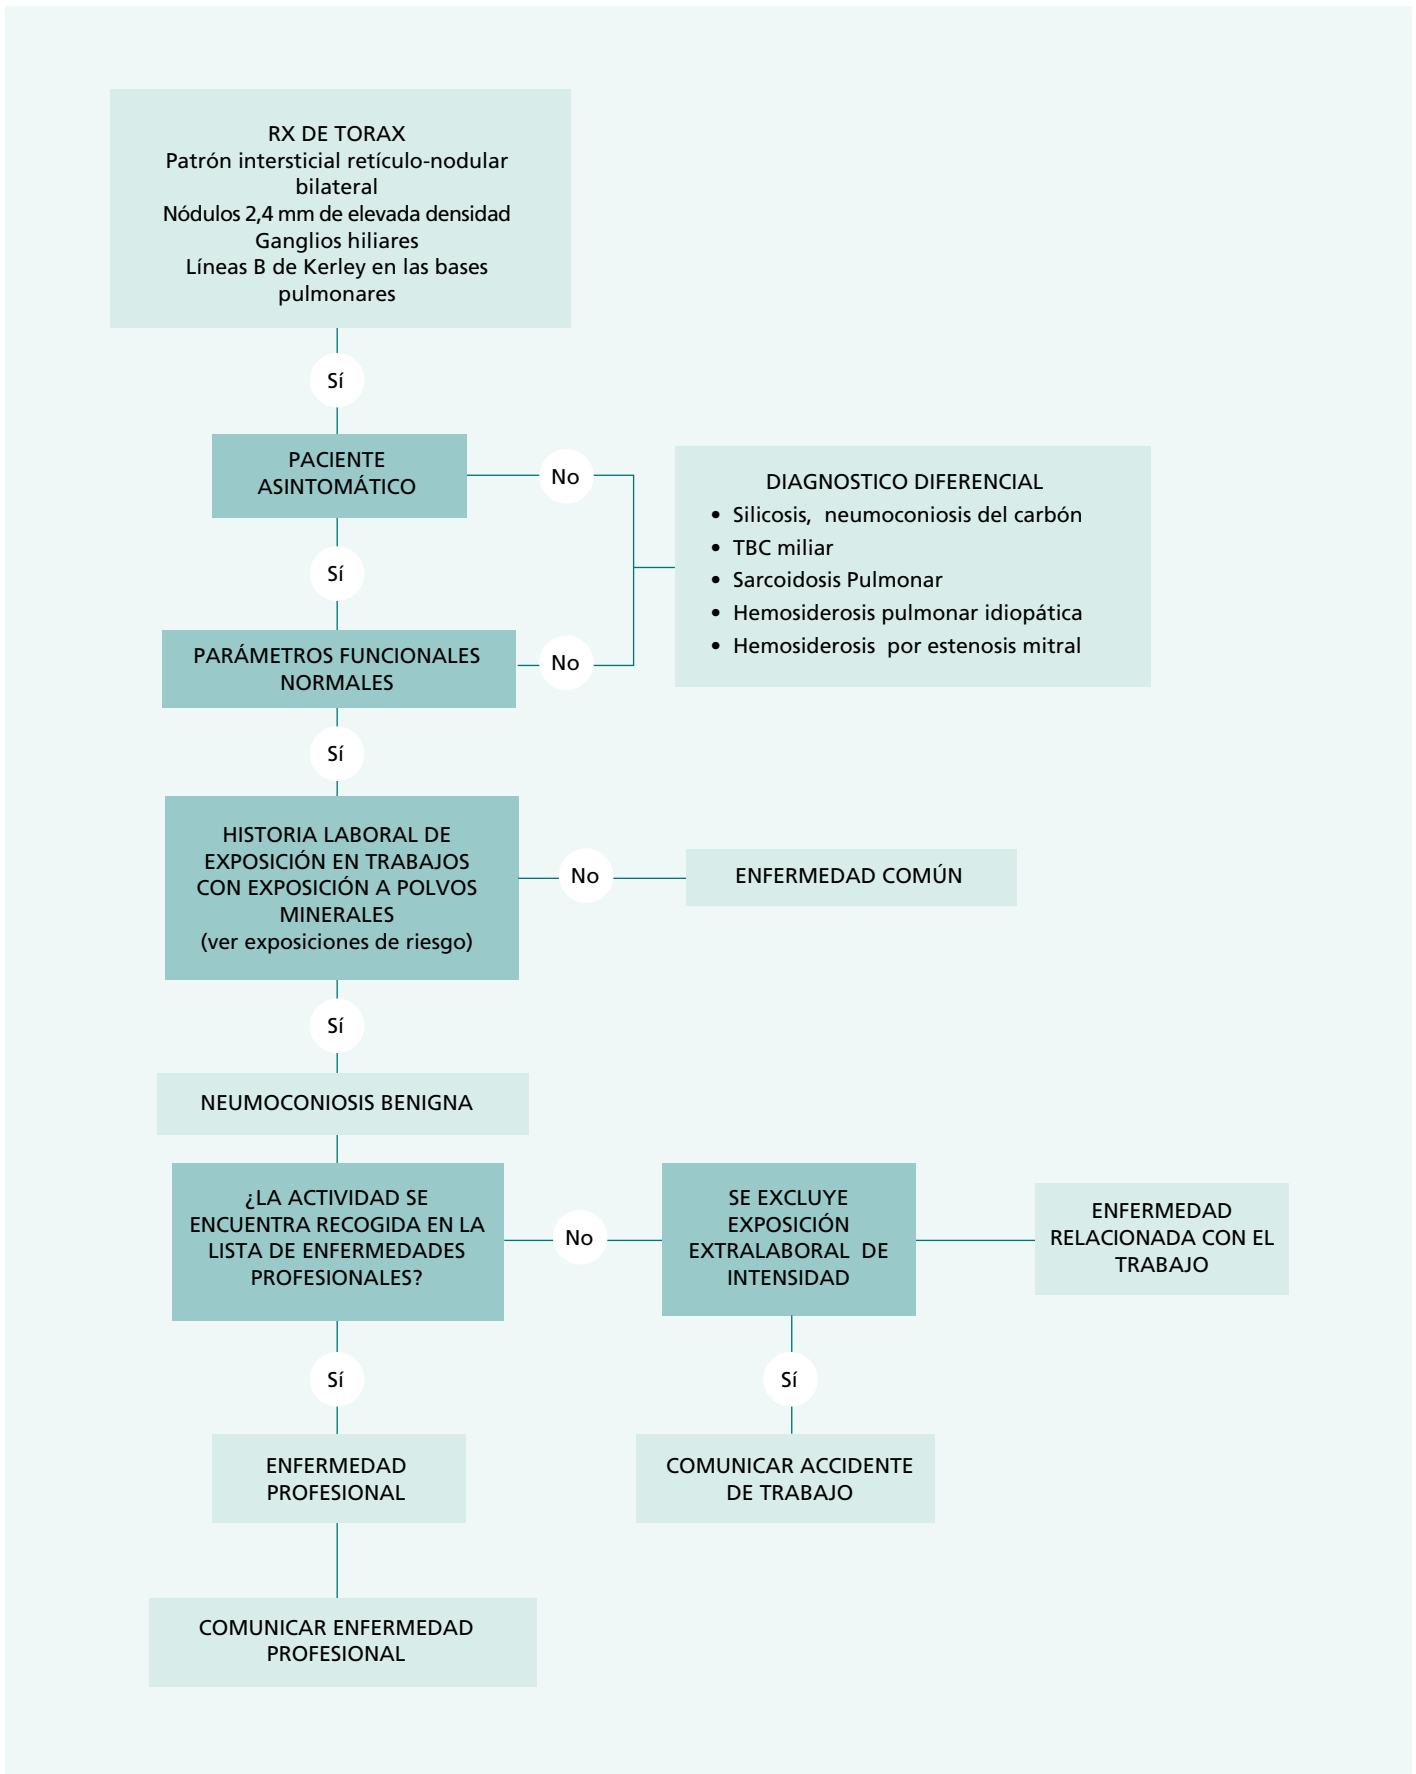 RX DE TORAX
Patrón intersticial retículo-nodular
bilateral
Nódulos 2,4 mm de elevada densidad
Ganglios hiliares
Líneas B de Kerley en las bases
pulmonares
Sí
PACIENTE
ASINTOMÁTICO
No
DIAGNOSTICO DIFERENCIAL
• Silicosis, neumoconiosis del carbón
• TBC miliar
• Sarcoidosis Pulmonar
• Hemosiderosis pulmonar idiopática
• Hemosiderosis por estenosis mitral
Sí
PARÁMETROS FUNCIONALES
NORMALES
No
Sí
HISTORIA LABORAL DE
EXPOSICIÓN EN TRABAJOS
CON EXPOSICIÓN A POLVOS
MINERALES
(ver exposiciones de riesgo)
No
ENFERMEDAD COMÚN
Sí
NEUMOCONIOSIS BENIGNA
¿LA ACTIVIDAD SE
ENCUENTRA RECOGIDA EN LA
LISTA DE ENFERMEDADES
PROFESIONALES?
No
SE EXCLUYE
EXPOSICIÓN
EXTRALABORAL DE
INTENSIDAD
ENFERMEDAD
RELACIONADA CON EL
TRABAJO
Sí
Sí
ENFERMEDAD
PROFESIONAL
COMUNICAR ACCIDENTE
DE TRABAJO
COMUNICAR ENFERMEDAD
PROFESIONAL